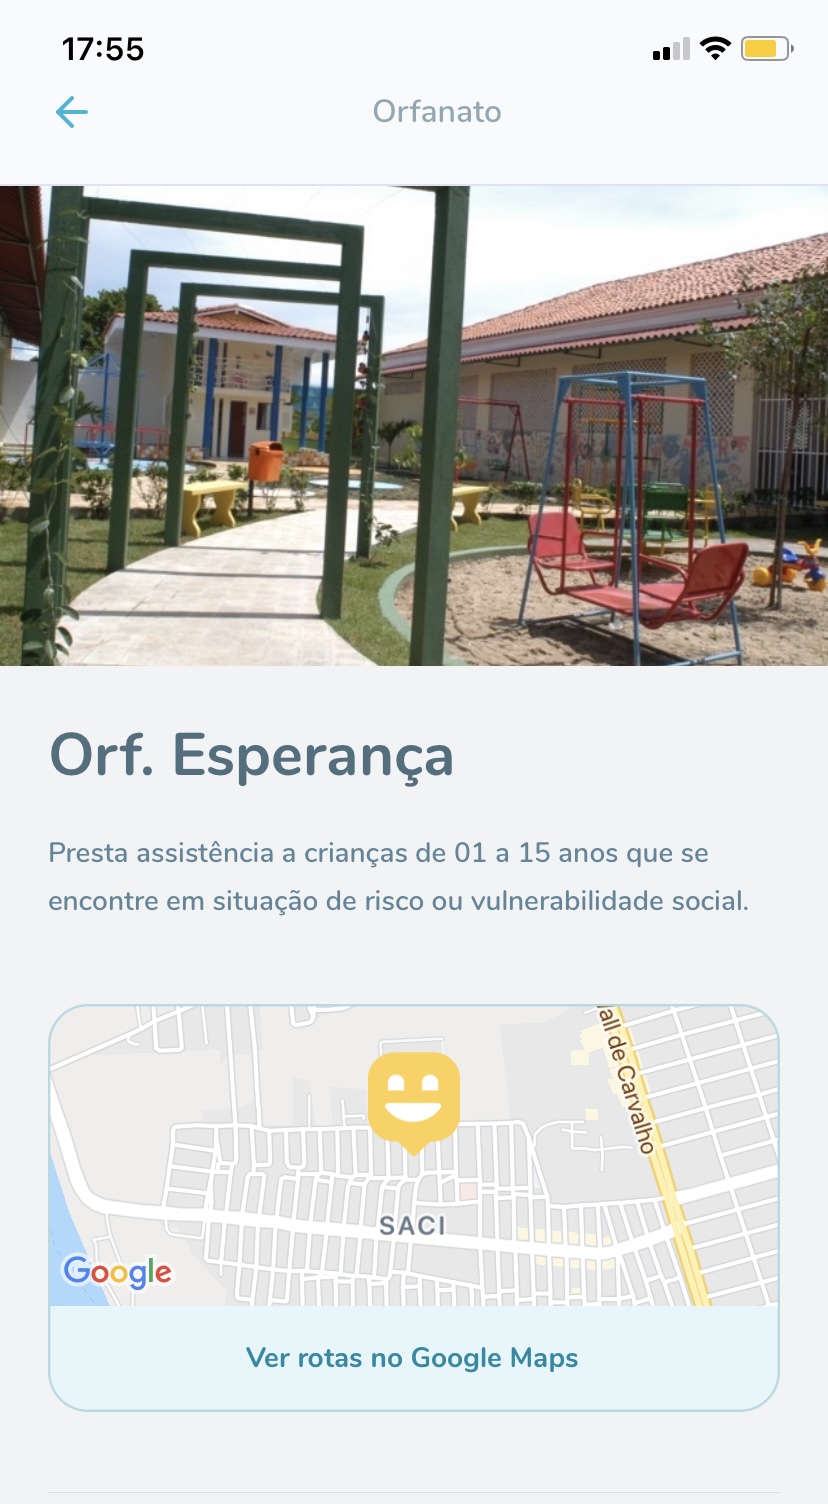 17:55
Orfanato
Orf. Esperança
Presta assistência a crianças de 01 a 15 anos que se
encontre em situação de risco ou vulnerabilidade social.
all de Carvalho
SACI
Google
Ver rotas no Google Maps